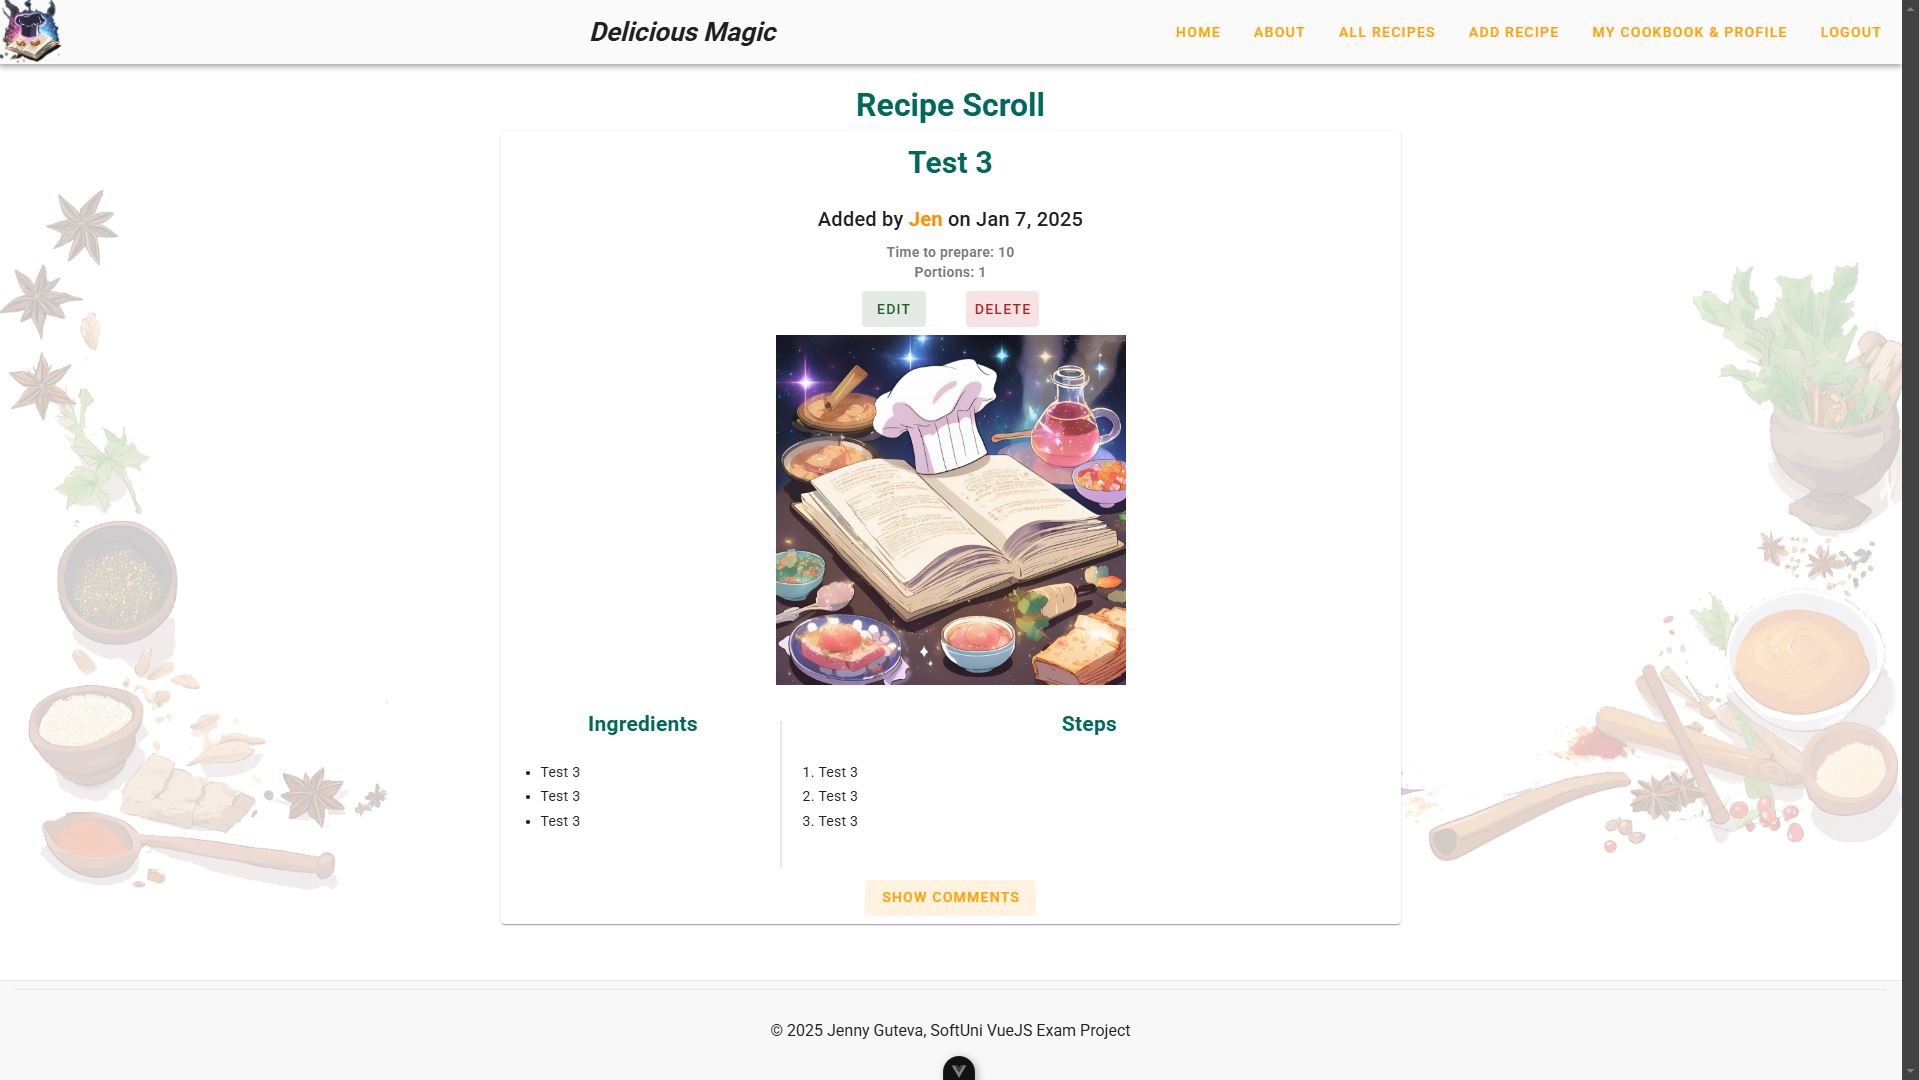 Delicious Magic
HOME ABOUT ALL RECIPES ADD RECIPE MY COOKBOOK & PROFILE LOGOUT
Recipe Scroll
Test 3
Added by Jen on Jan 7, 2025
Time to prepare: 10
Portions: 1
EDIT DELETE
Ingredients
• Test 3
• Test 3
• Test 3
Steps
1. Test 3
2. Test 3
3. Test 3
SHOW COMMENTS
© 2025 Jenny Guteva, SoftUni VueJS Exam Project